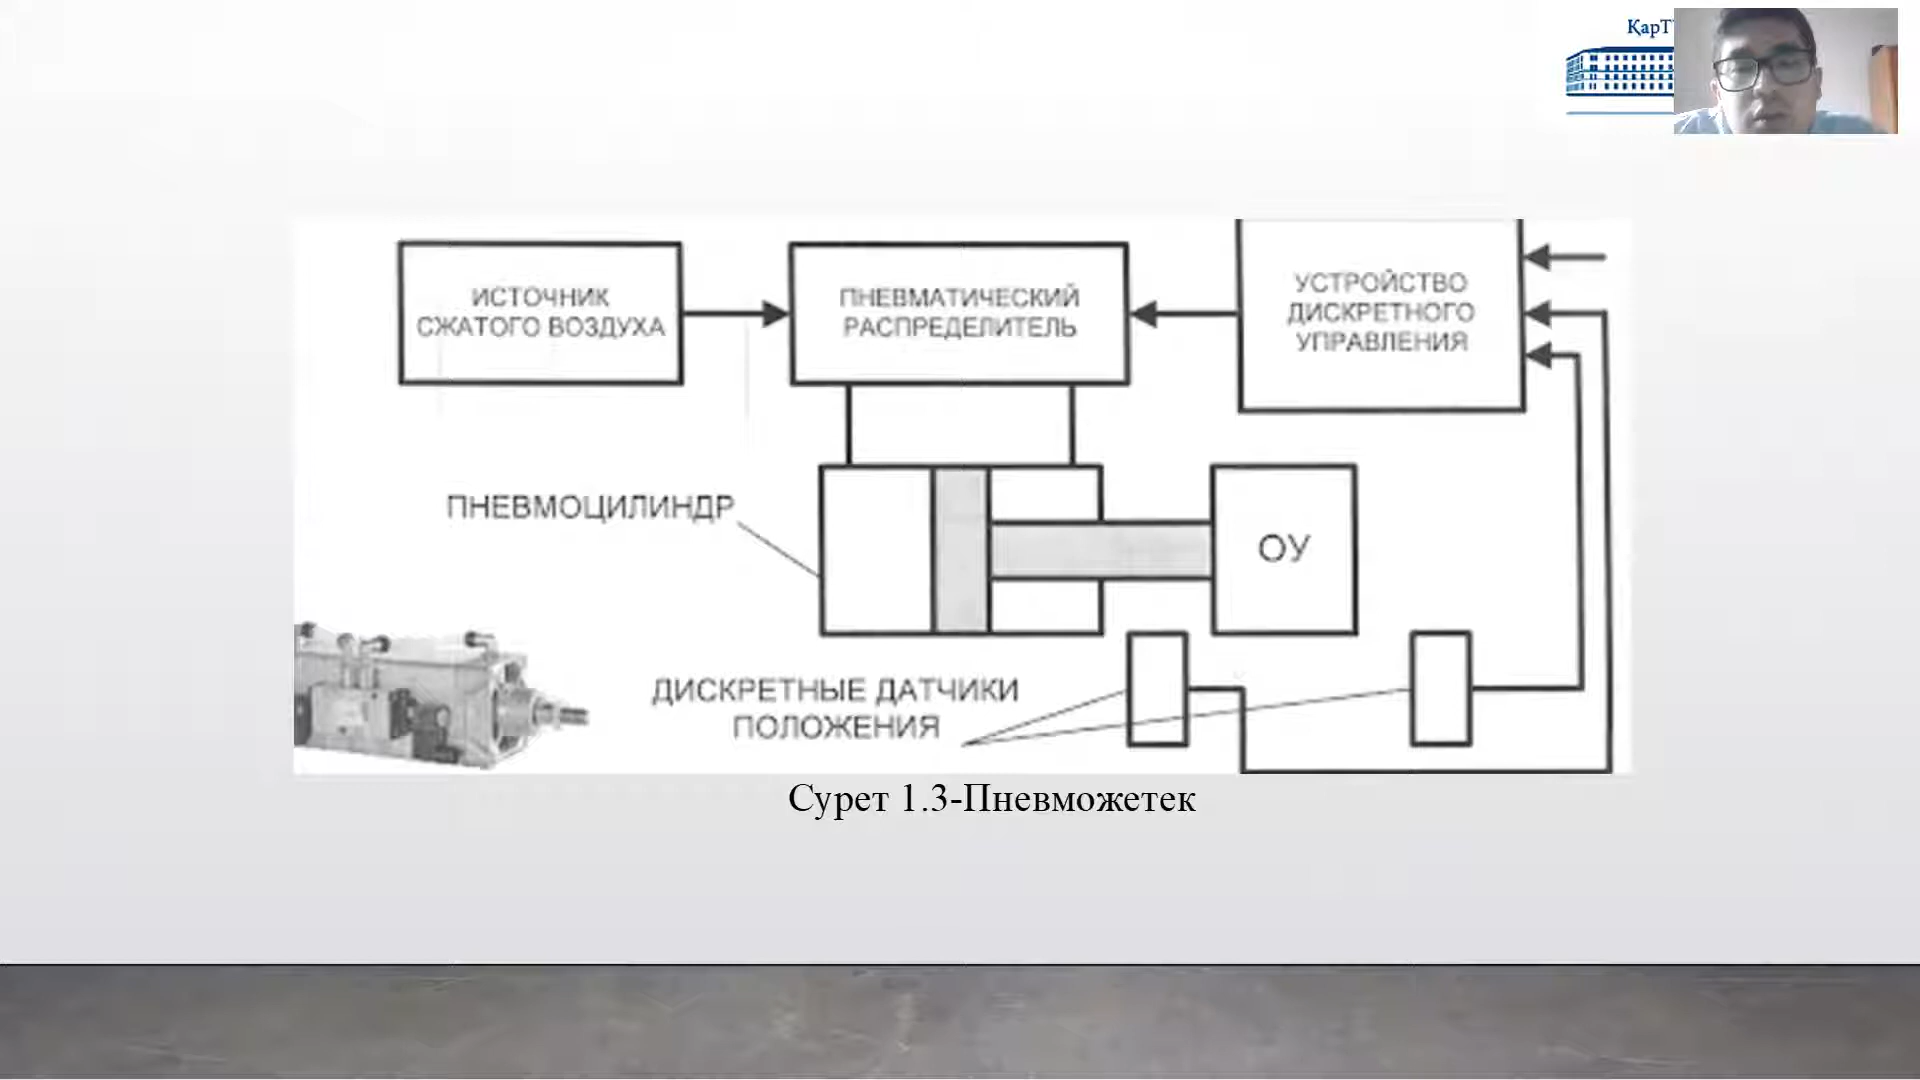 ИСТОЧНИК
СЖАТОГО ВОЗДУХА
ПНЕВМАТИЧЕСКИЙ
РАСПРЕДЕЛИТЕЛЬ
УСТРОЙСТВО
ДИСКРЕТНОГО
УПРАВЛЕНИЯ
ПНЕВМОЦИЛИНДР
ОУ
ДИСКРЕТНЫЕ ДАТЧИКИ
ПОЛОЖЕНИЯ
Сурет 1.3-Пневможетек